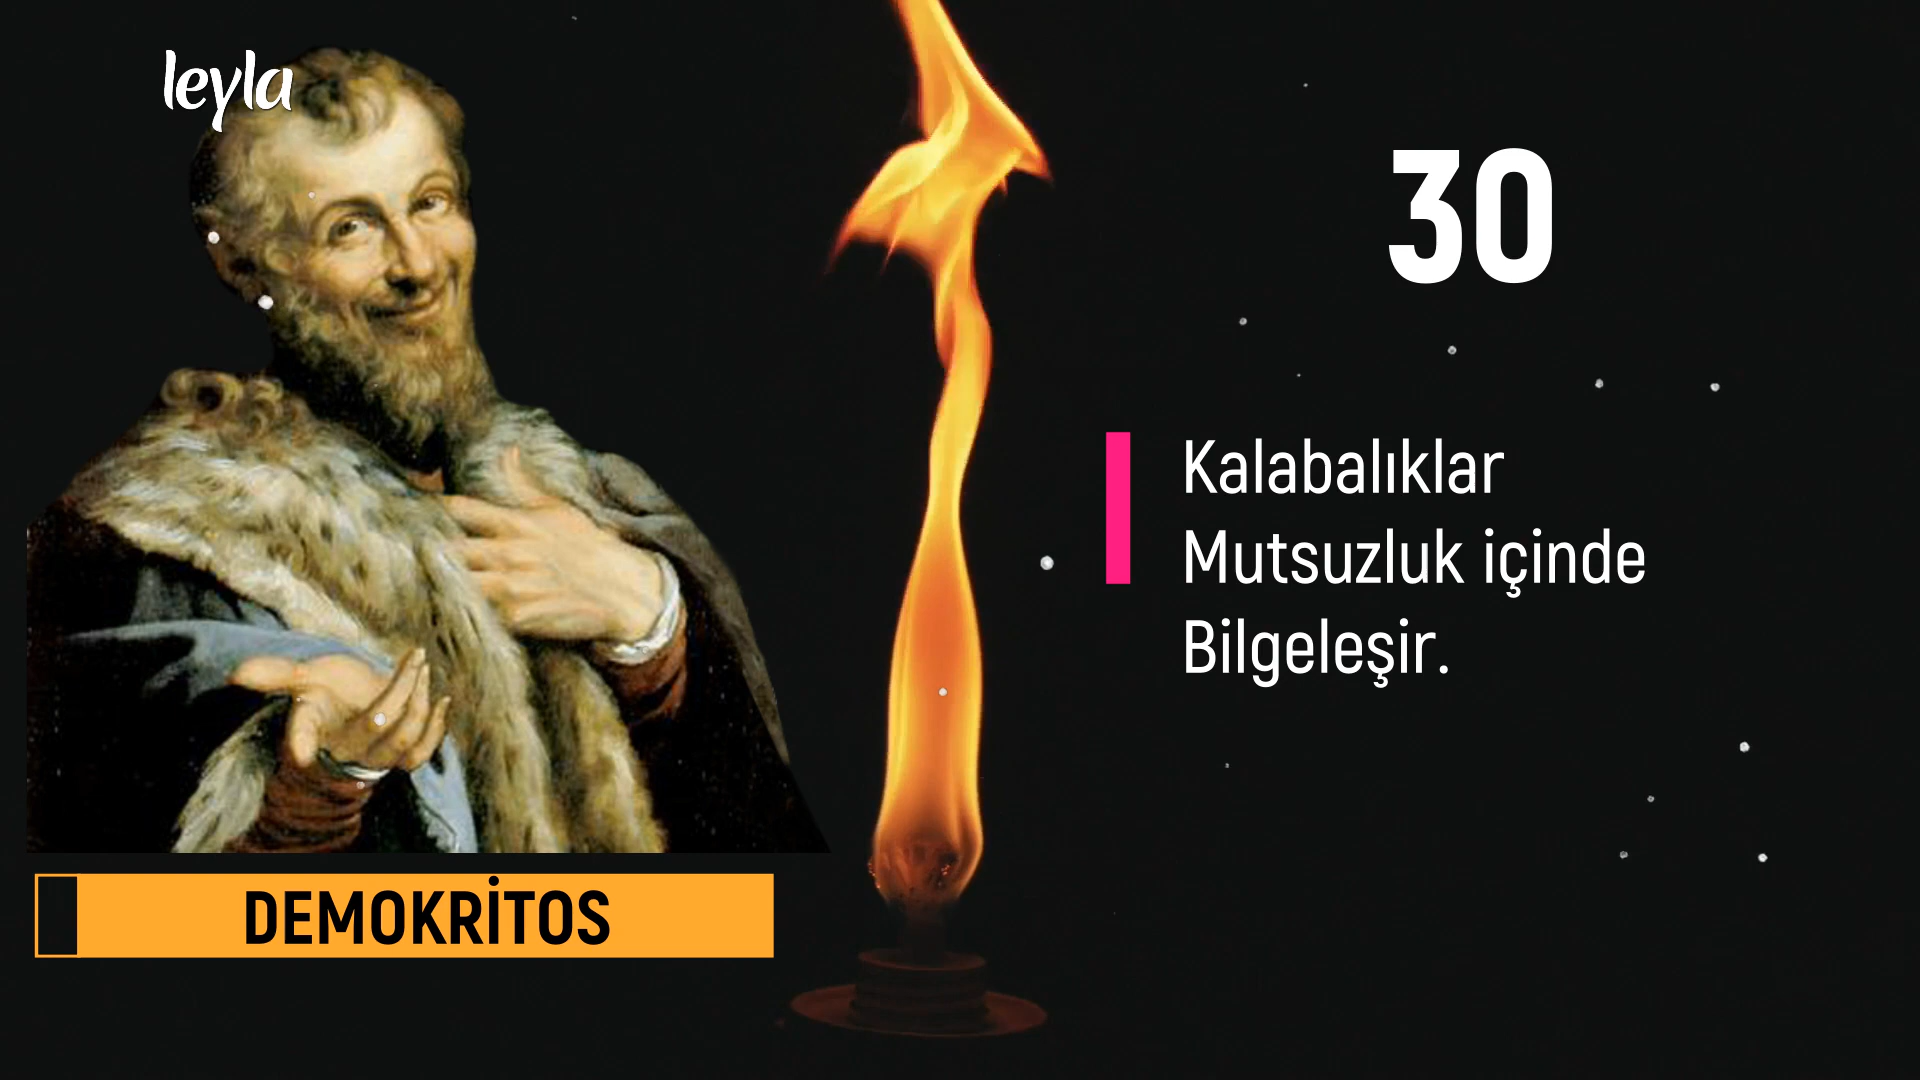 leyla
30
Kalabalıklar
Mutsuzluk içinde
Bilgeleşir.
DEMOKRİTOS